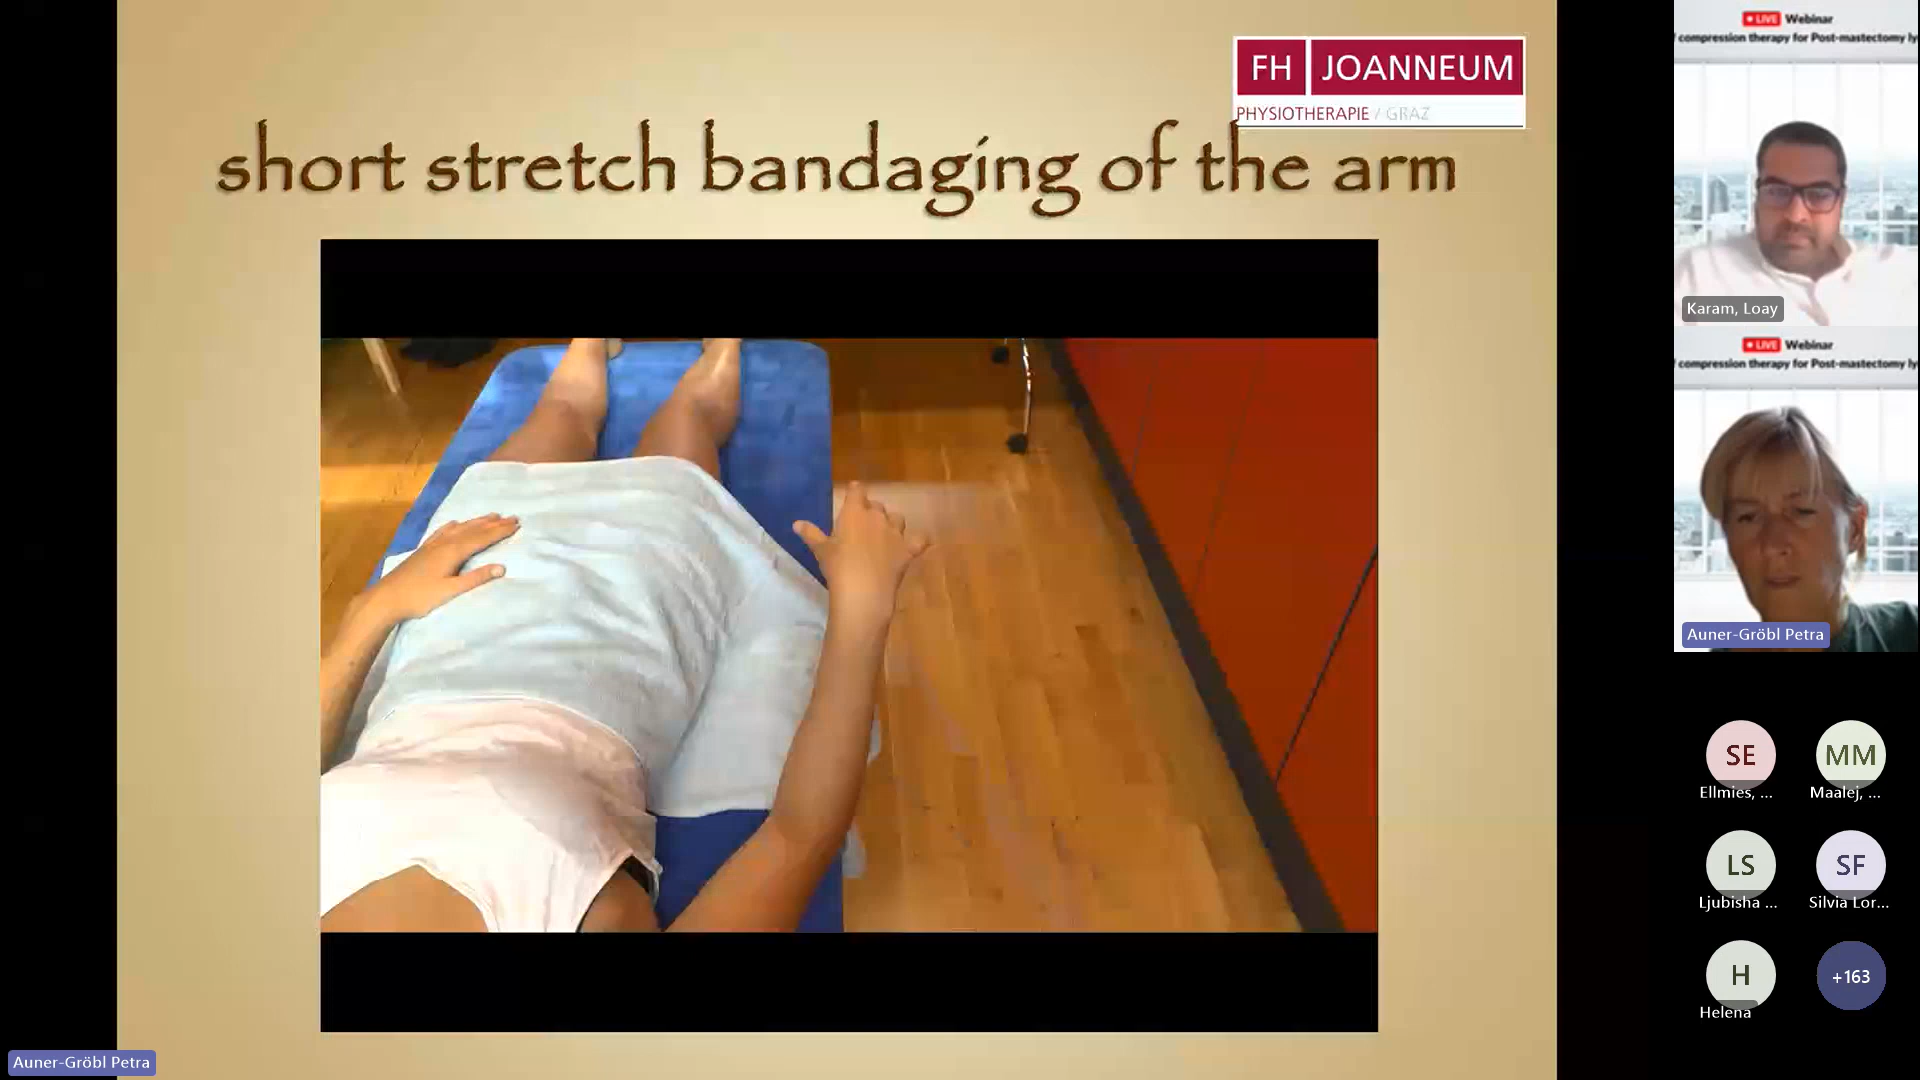 FH JOANNEUM
PHYSIOTHERAPIE / GRAZ
short stretch bandaging of the arm
Auner-Gröbl Petra
LIVE Webinar
compression therapy for Post-mastectomy ly
Karam, Loay
LIVE Webinar
compression therapy for Post-mastectomy ly
Auner-Gröbl Petra
SE
Ellmies, ...
MM
Maalej, ...
LS
Ljubisha ...
SF
Silvia Lor...
H
Helena
+163